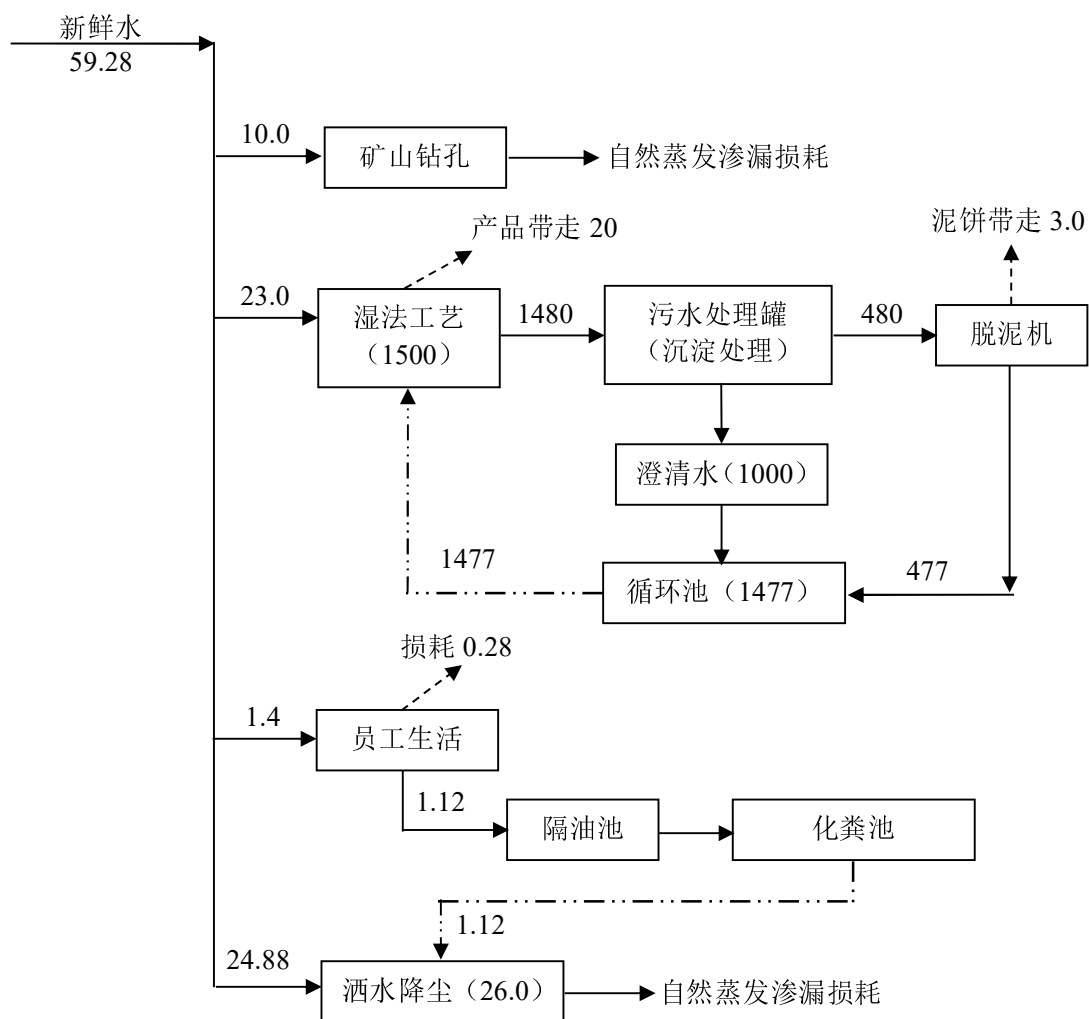 新鲜水
59.28
10.0
矿山钻孔
自然蒸发渗漏损耗
产品带走 20
泥饼带走 3.0
23.0
湿法工艺
（1500）
1480
污水处理罐
（沉淀处理）
480
脱泥机
澄清水（1000）
1477
循环池（1477）
477
损耗 0.28
1.4
员工生活
1.12
隔油池
化粪池
1.12
24.88
洒水降尘（26.0）
自然蒸发渗漏损耗